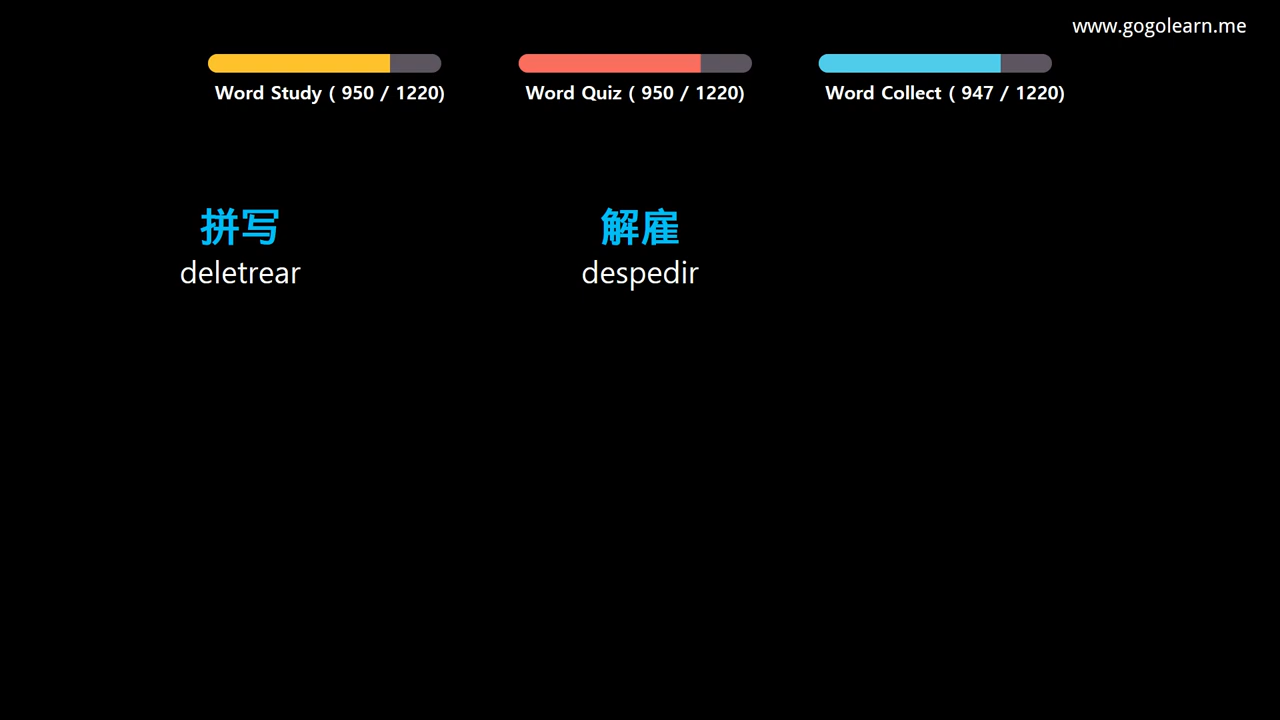 www.gogolearn.me
Word Study ( 950 / 1220)
Word Quiz ( 950 / 1220)
Word Collect ( 947 / 1220)
拼写
deletrear
解雇
despedir